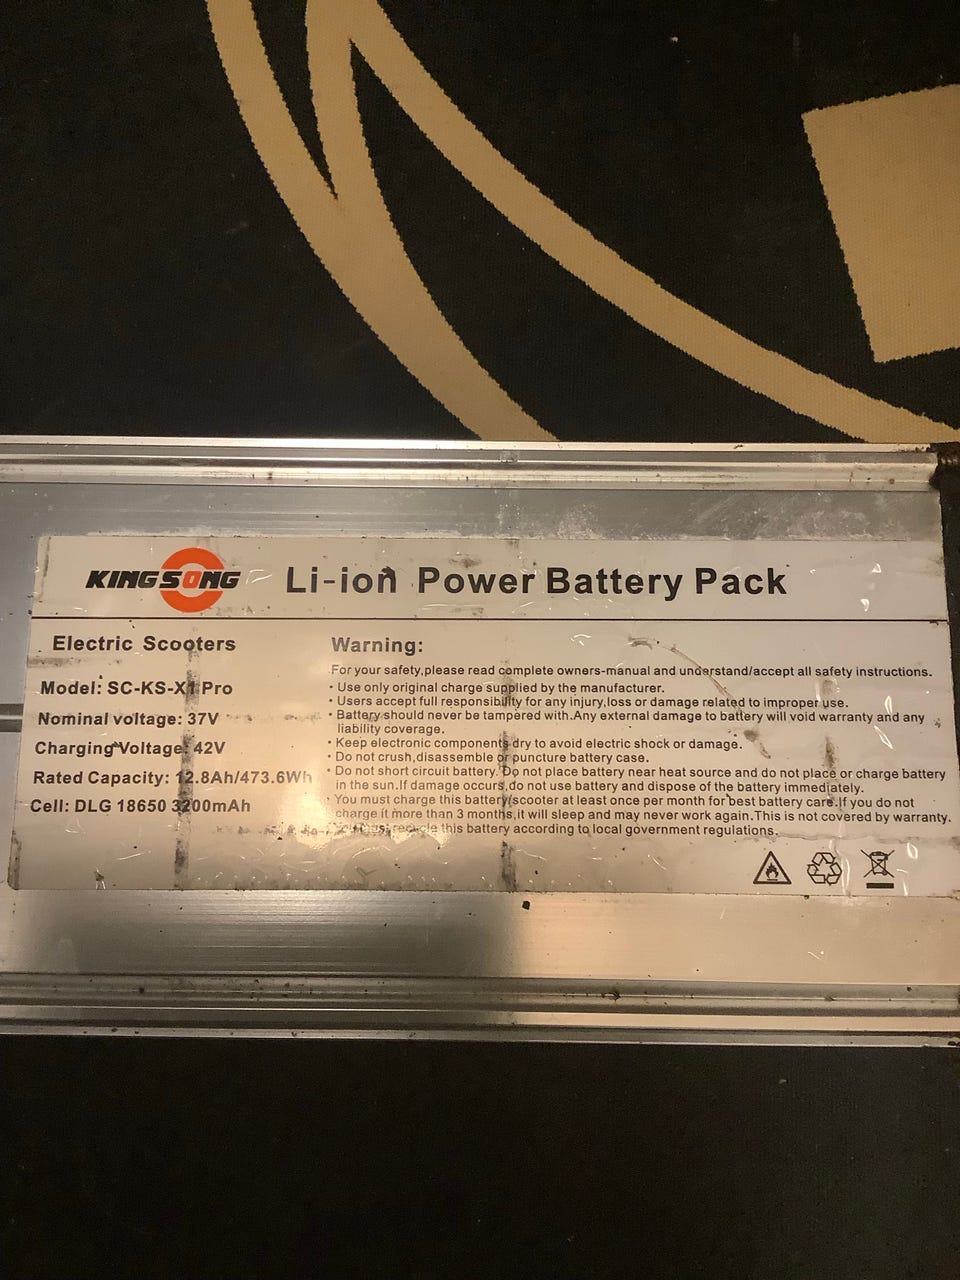 KINGSONG Li-ion Power Battery Pack
Electric Scooters
Model: SC-KS-X1 Pro
Nominal voltage: 37V
Charging Voltage: 42V
Rated Capacity: 12.8Ah/473.6Wh
Cell: DLG 18650 3200mAh
Warning:
For your safety,please read complete owners-manual and understand/accept all safety instructions.
• Use only original charge supplied by the manufacturer.
• Users accept full responsibility for any injury,loss or damage related to improper use.
• Battery should never be tampered with.Any external damage to battery will void warranty and any
liability coverage.
• Keep electronic components dry to avoid electric shock or damage.
• Do not crush,disassemble or puncture battery case.
• Do not short circuit battery. Do not place battery near heat source and do not place or charge battery
in the sun.If damage occurs,do not use battery and dispose of the battery immediately.
• You must charge this battery/scooter at least once per month for best battery care.If you do not
charge it more than 3 months,it will sleep and may never work again.This is not covered by warranty.
You must recycle this battery according to local government regulations.